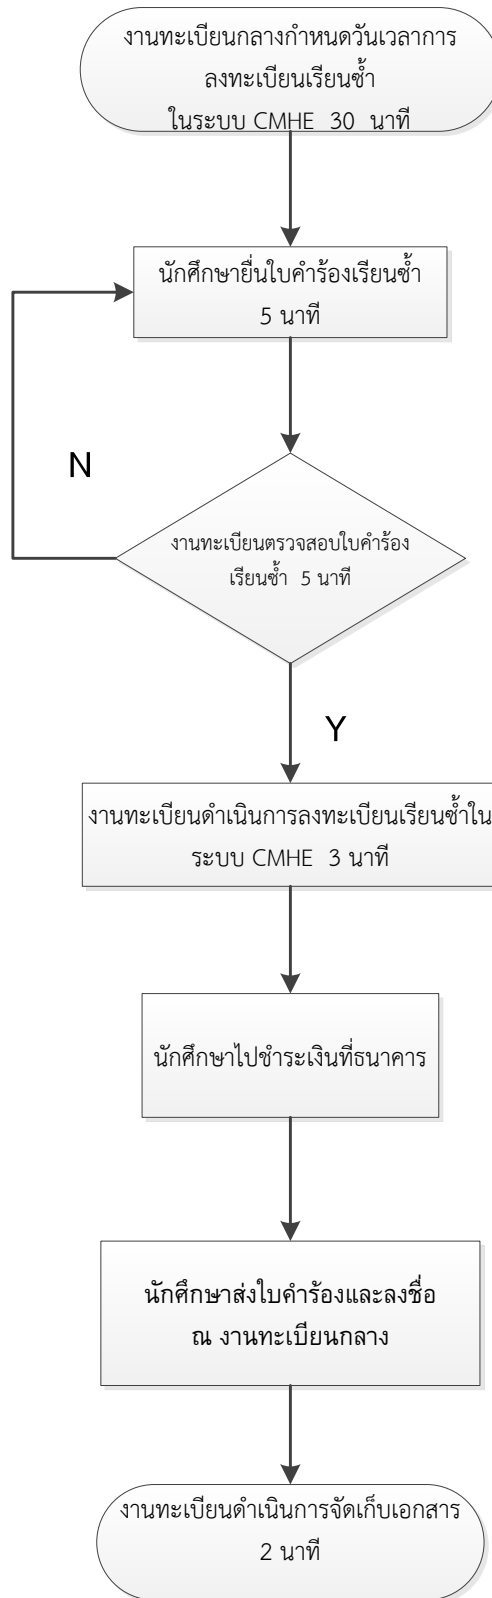 งานทะเบียนกลางกำหนดวันเวลาการ
ลงทะเบียนเรียนซ้ำ
ในระบบ CMHE 30 นาที
นักศึกษายื่นใบคำร้องเรียนซ้ำ
5 นาที
N
งานทะเบียนตรวจสอบใบคำร้อง
เรียนซ้ำ 5 นาที
Y
งานทะเบียนดำเนินการลงทะเบียนเรียนซ้ำใน
ระบบ CMHE 3 นาที
นักศึกษาไปชำระเงินที่ธนาคาร
นักศึกษาส่งใบคำร้องและลงชื่อ
ณ งานทะเบียนกลาง
งานทะเบียนดำเนินการจัดเก็บเอกสาร
2 นาที